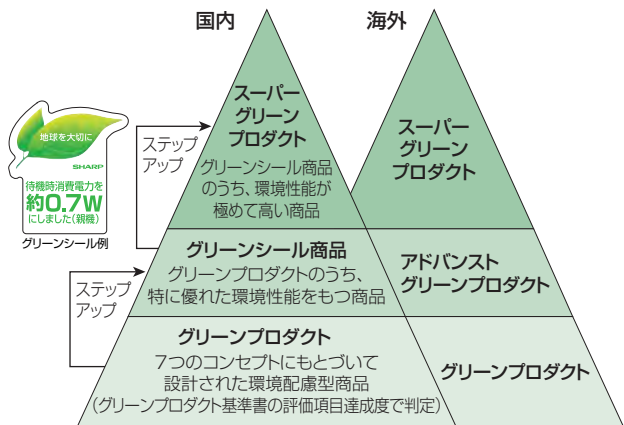 国内
海外
スーパー
グリーン
プロダクト
グリーンシール商品
のうち、環境性能が
極めて高い商品
スーパー
グリーン
プロダクト
地球を大切に
SHARP
待機時消費電力を
約0.7W
にしました(親機)
グリーンシール例
ステップ
アップ
グリーンシール商品
グリーンプロダクトのうち、
特に優れた環境性能をもつ商品
アドバンスト
グリーンプロダクト
ステップ
アップ
グリーンプロダクト
7つのコンセプトにもとづいて
設計された環境配慮型商品
(グリーンプロダクト基準書の評価項目達成度で判定)
グリーンプロダクト